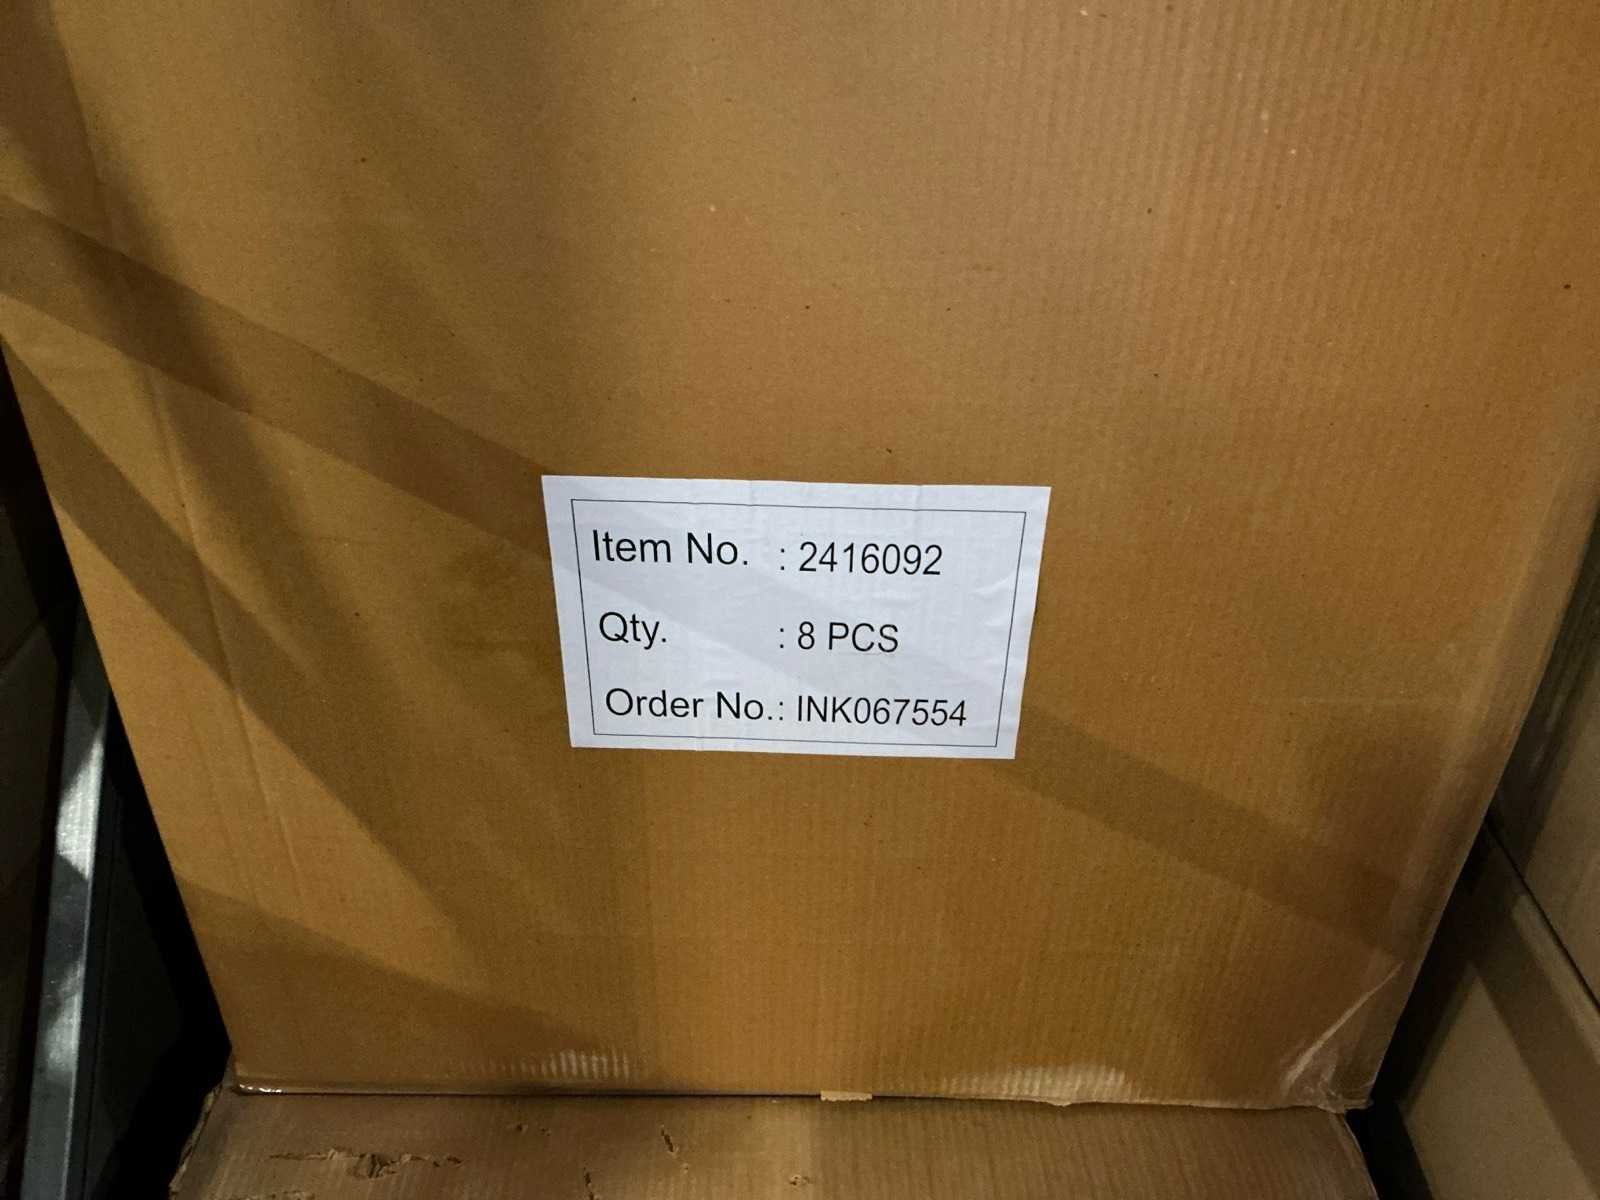 Item No. : 2416092
Qty. : 8 PCS
Order No.: INK067554